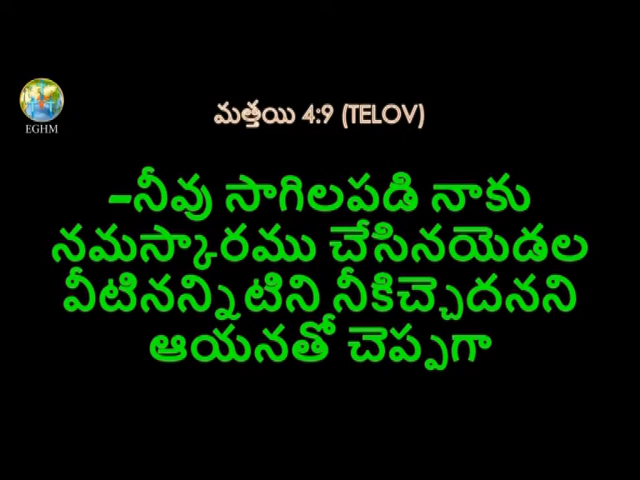 EGHM
మత్తయి 4:9 (TELOV)
-నీవు సాగిలపడి నాకు
నమస్కారము చేసినయెడల
వీటినన్నిటిని నీకిచ్చెదనని
ఆయనతో చెప్పగా